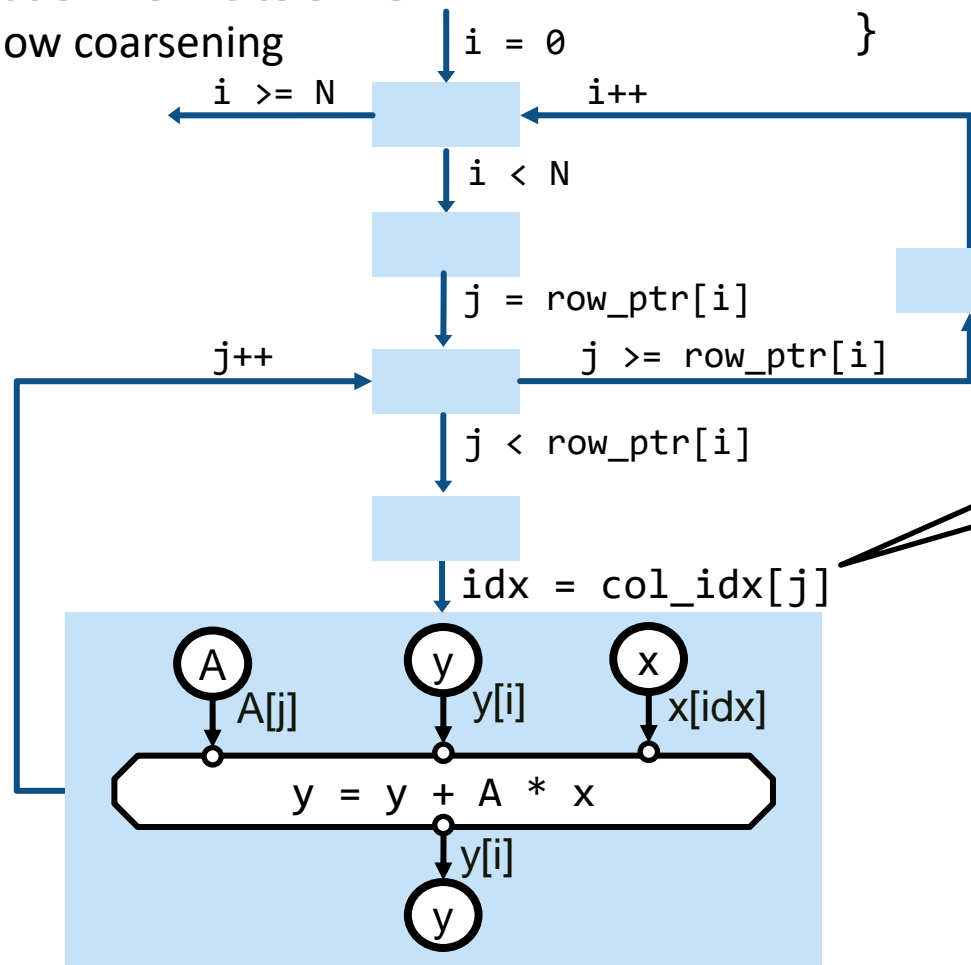 ow coarsening
i = 0
}
i >= N
i++
i < N
j = row_ptr[i]
j++
j >= row_ptr[i]
j < row_ptr[i]
idx = col_idx[j]
A
y
x
A[j]
y[i]
x[idx]
y = y + A * x
y[i]
y